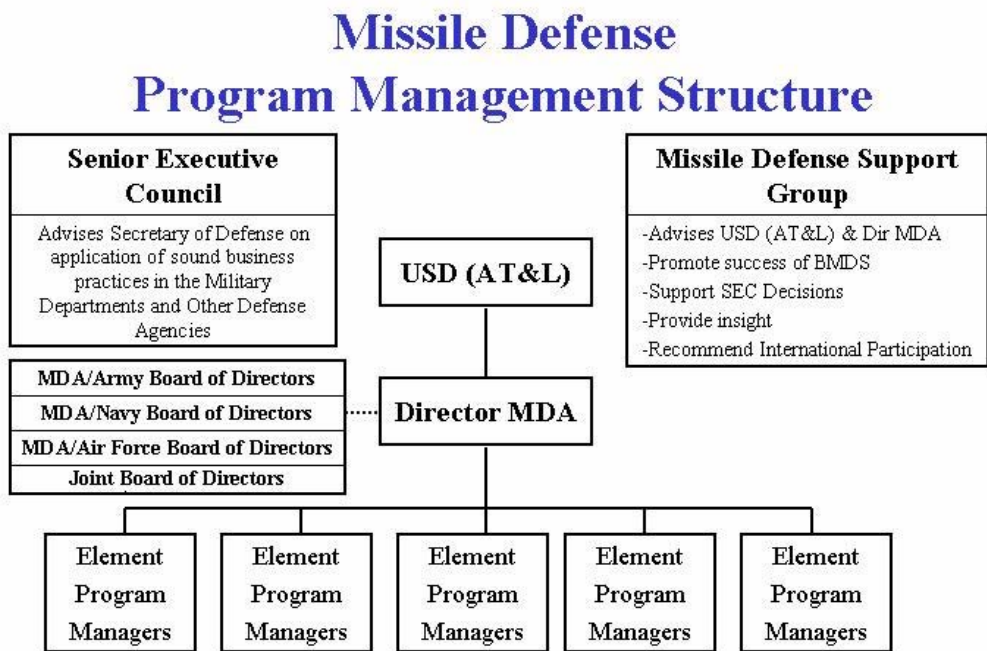 Missile Defense
Program Management Structure
Senior Executive
Council
Advises Secretary of Defense on
application of sound business
practices in the Military
Departments and Other Defense
Agencies
USD (AT&L)
Missile Defense Support
Group
-Advises USD (AT&L) & Dir MDA
-Promote success of BMDS
-Support SEC Decisions
-Provide insight
-Recommend International Participation
MDA/Army Board of Directors
MDA/Navy Board of Directors
MDA/Air Force Board of Directors
Joint Board of Directors
Director MDA
Element
Program
Managers
Element
Program
Managers
Element
Program
Managers
Element
Program
Managers
Element
Program
Managers